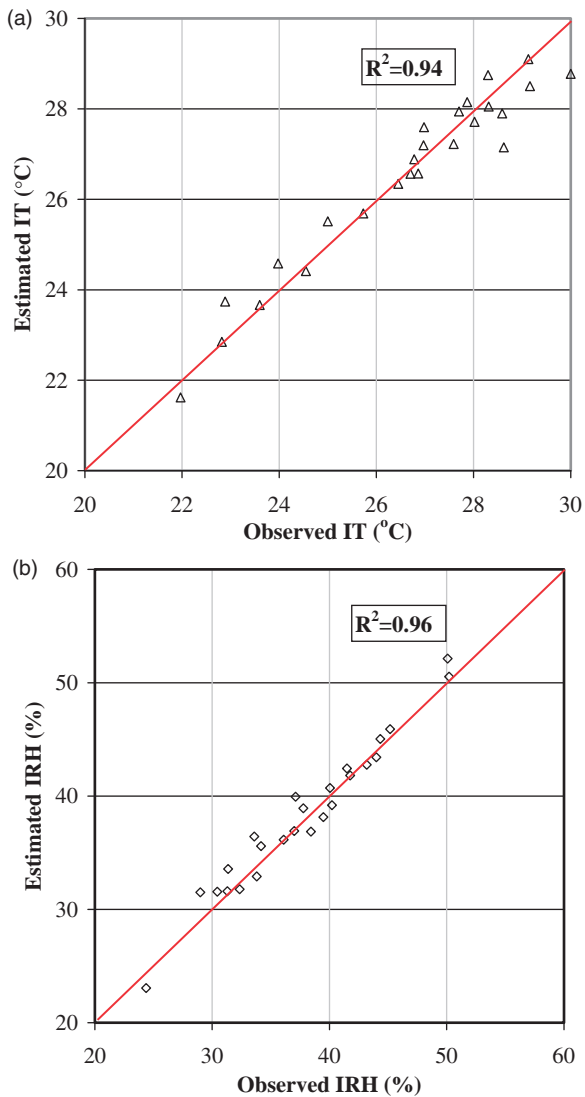 (a)
30
28
26
24
22
20
Estimated IT (°C)
R²=0.94
20 22 24 26 28 30
Observed IT (°C)
(b)
60
50
40
30
20
Estimated IRH (%)
R²=0.96
20 30 40 50 60
Observed IRH (%)